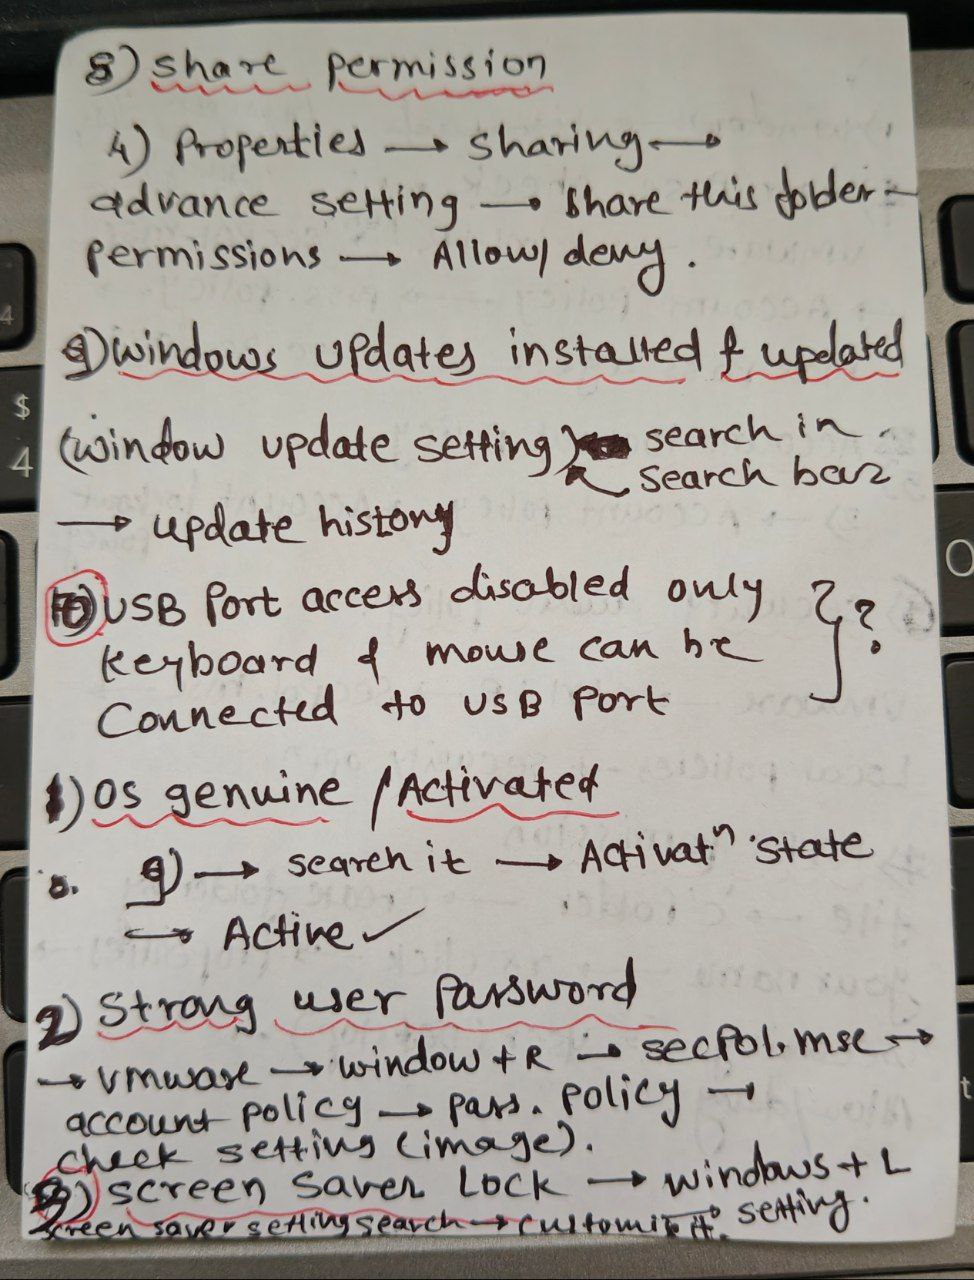 8) share permission
4) Properties → sharing →
advance setting → share this folder -
permissions → Allow/ deny.
9) windows updates installed & updated
(window update setting) search in
search bar
→ update history
10) USB Port access disabled only
keyboard & mouse can be } ?
Connected to USB Port
1) Os genuine / Activated
→ search it → Activatⁿ state
→ Active ✓
2) Strong user Password
→ vmware → window + R → secpol.msc →
account policy → pass. policy →
check setting (image).
3) screen saver Lock → windows + L
screen saver setting search → customize it. setting.